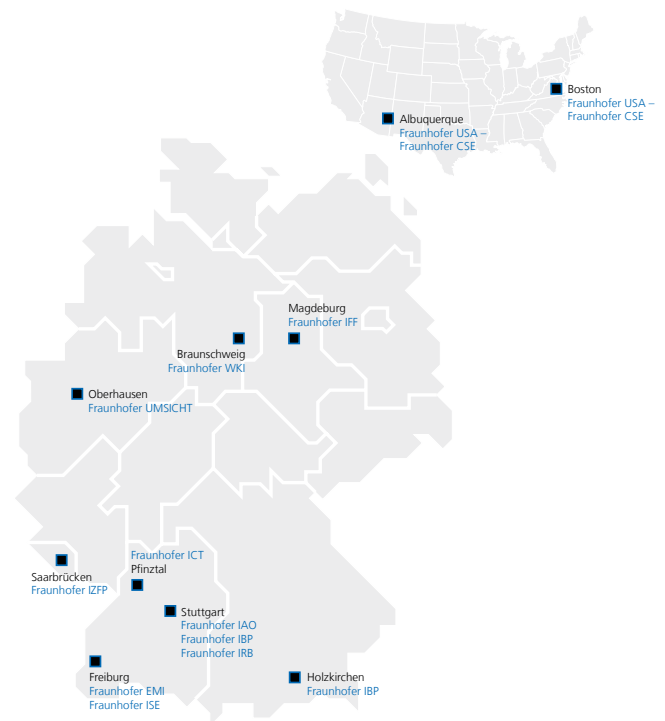 Boston
Fraunhofer USA –
Fraunhofer CSE
Albuquerque
Fraunhofer USA –
Fraunhofer CSE
Magdeburg
Fraunhofer IFF
Braunschweig
Fraunhofer WKI
Oberhausen
Fraunhofer UMSICHT
Fraunhofer ICT
Pfinztal
Saarbrücken
Fraunhofer IZFP
Stuttgart
Fraunhofer IAO
Fraunhofer IBP
Fraunhofer IRB
Freiburg
Fraunhofer EMI
Fraunhofer ISE
Holzkirchen
Fraunhofer IBP